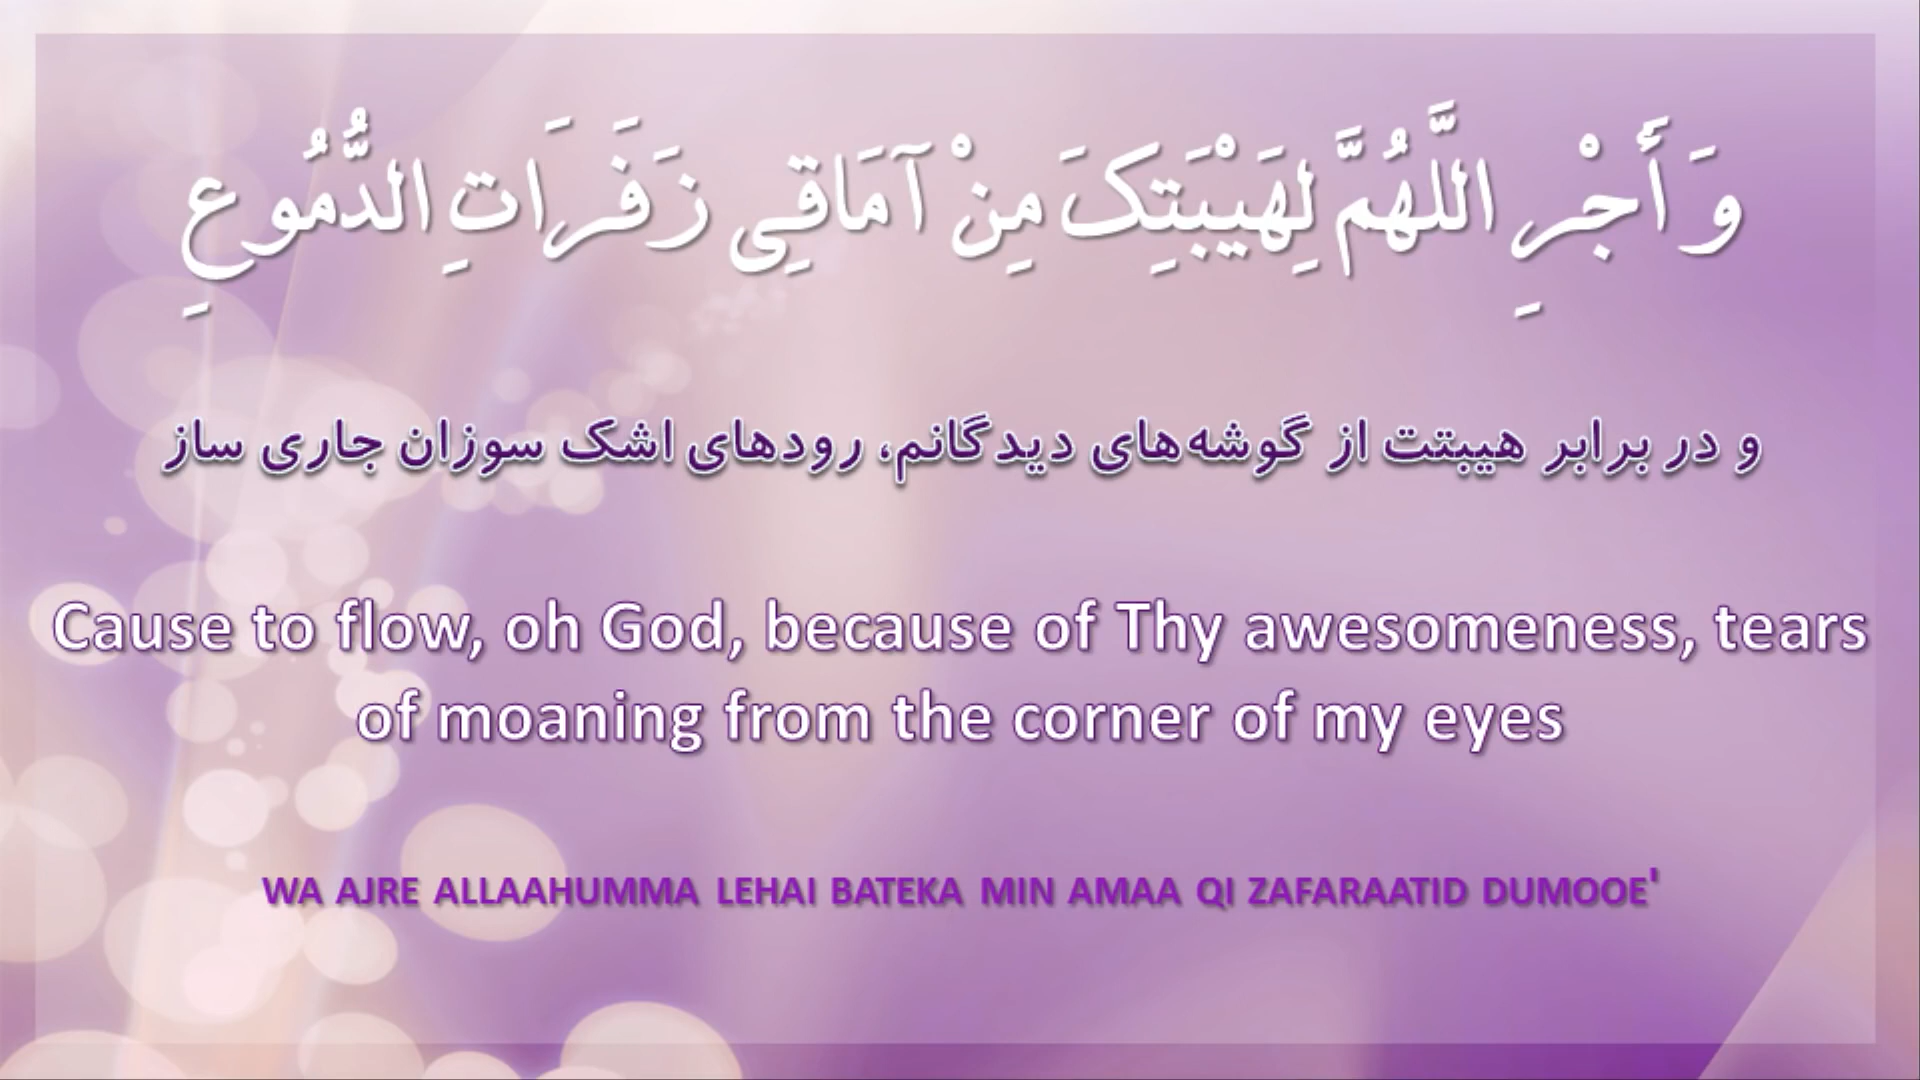 وَ أَجْرِ اللَّهُمَّ لِهَيْبَتِکَ مِنْ آمَاقِی زَفَرَاتِ الدُّمُوعِ
و در برابر هیبتت از گوشه‌های دیدگانم، رودهای اشک سوزان جاری ساز
Cause to flow, oh God, because of Thy awesomeness, tears
of moaning from the corner of my eyes
WA AJRE ALLAAHUMMA LEHAI BATEKA MIN AMAA QI ZAFARAATID DUMOOE'